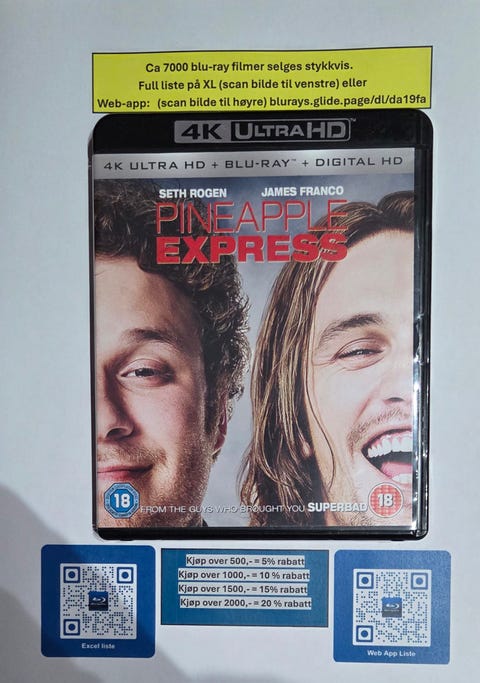 Ca 7000 blu-ray filmer selges stykkvis.
Full liste på XL (scan bilde til venstre) eller
Web-app: (scan bilde til høyre) blurays.glide.page/dl/da19fa
4K ULTRAHD™
4K ULTRA HD + BLU-RAY™ + DIGITAL HD
SETH ROGEN JAMES FRANCO
PINEAPPLE
EXPRESS
18 18
FROM THE GUYS WHO BROUGHT YOU SUPERBAD
Kjøp over 500,- = 5% rabatt
Kjøp over 1000,- = 10 % rabatt
Kjøp over 1500,- = 15% rabatt
Kjøp over 2000,- = 20 % rabatt
Excel liste
Web App Liste